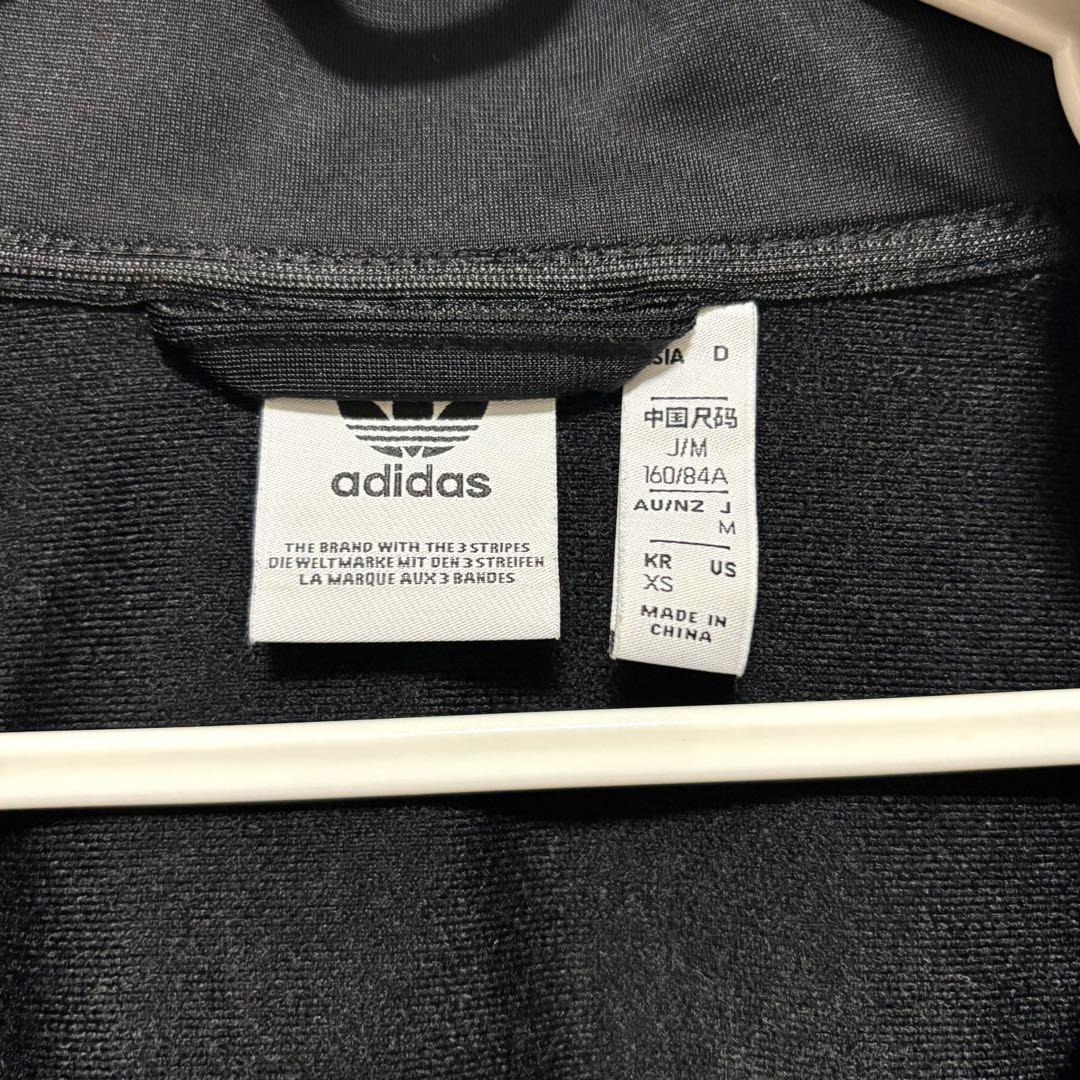 adidas
THE BRAND WITH THE 3 STRIPES
DIE WELTMARKE MIT DEN 3 STREIFEN
LA MARQUE AUX 3 BANDES
SIA D
中国尺码
J/M
160/84A
AU/NZ J
M
KR US
XS
MADE IN
CHINA